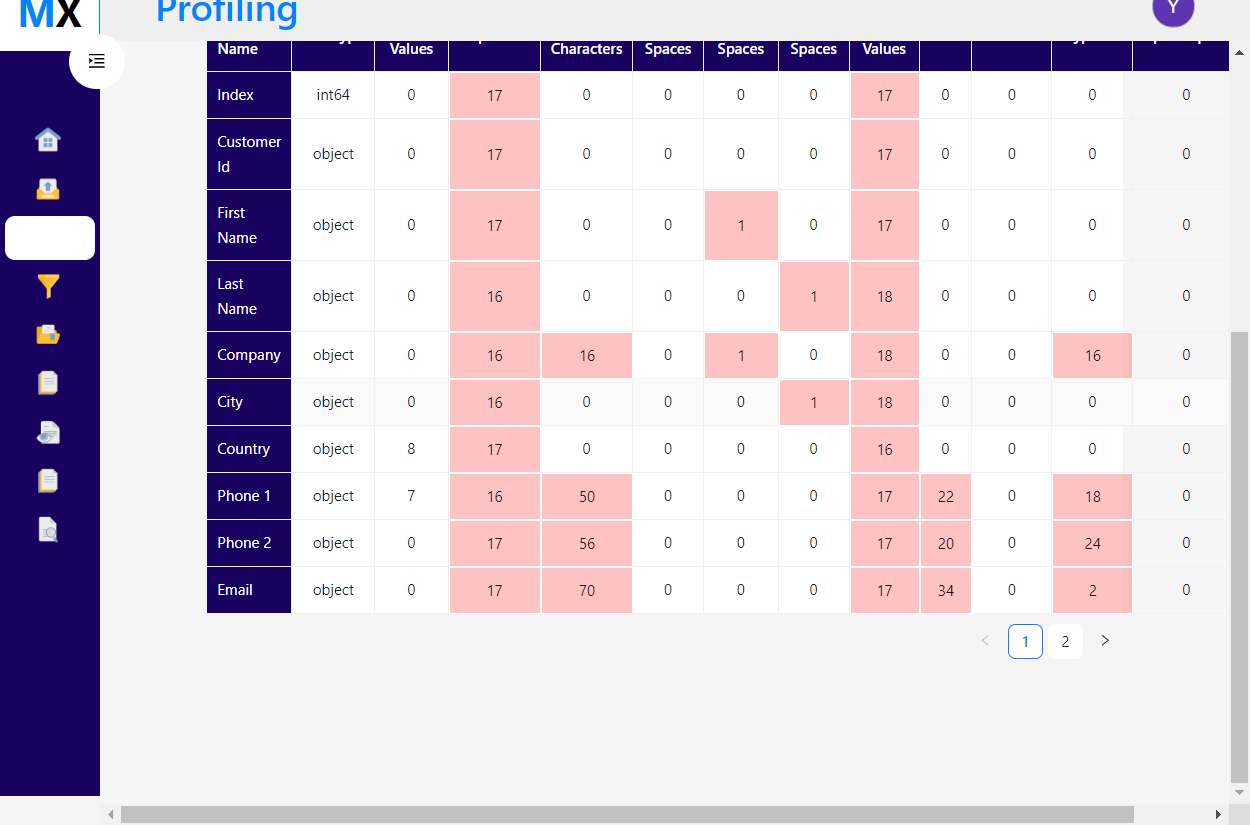 MX Profiling Y
Name Values Characters Spaces Spaces Spaces Values
Index int64 0 17 0 0 0 0 17 0 0 0 0
Customer
Id object 0 17 0 0 0 0 17 0 0 0 0
First
Name object 0 17 0 0 1 0 17 0 0 0 0
Last
Name object 0 16 0 0 0 1 18 0 0 0 0
Company object 0 16 16 0 1 0 18 0 0 16 0
City object 0 16 0 0 0 1 18 0 0 0 0
Country object 8 17 0 0 0 0 16 0 0 0 0
Phone 1 object 7 16 50 0 0 0 17 22 0 18 0
Phone 2 object 0 17 56 0 0 0 17 20 0 24 0
Email object 0 17 70 0 0 0 17 34 0 2 0
< 1 2 >